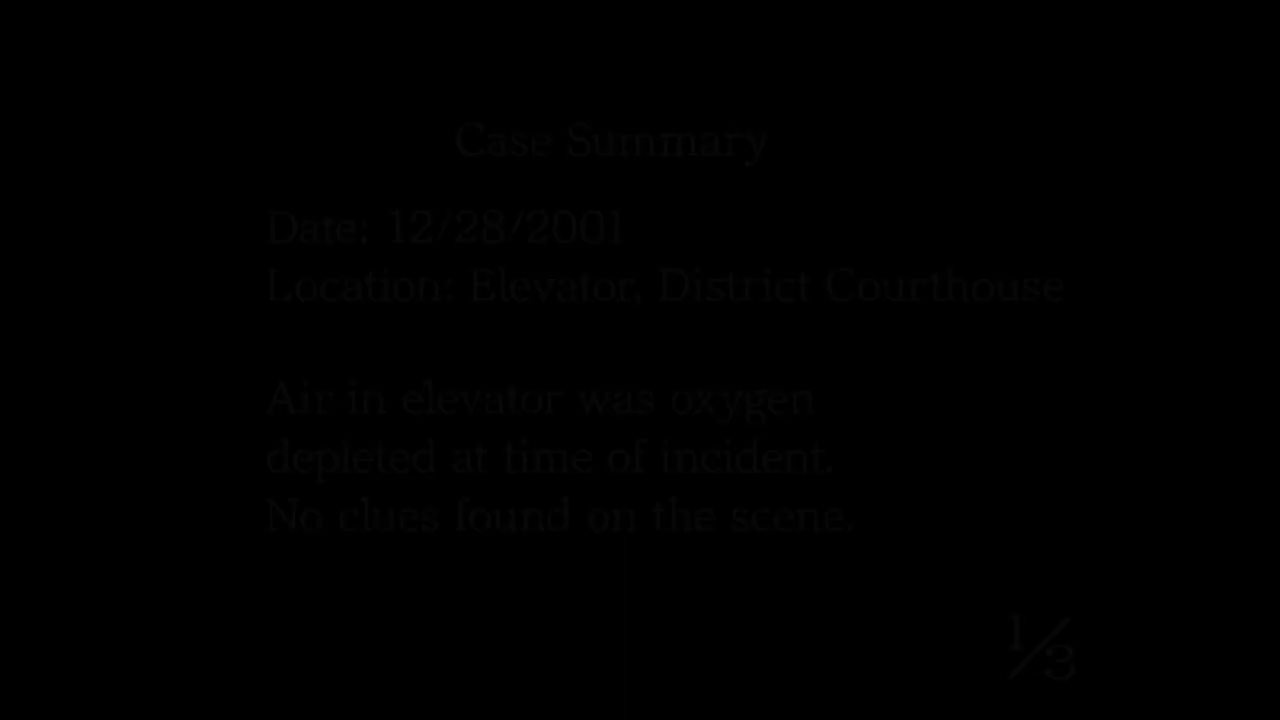 Case Summary
Date: 12/28/2001
Location: Elevator, District Courthouse
Air in elevator was oxygen
depleted at time of incident.
No clues found on the scene.
1/3